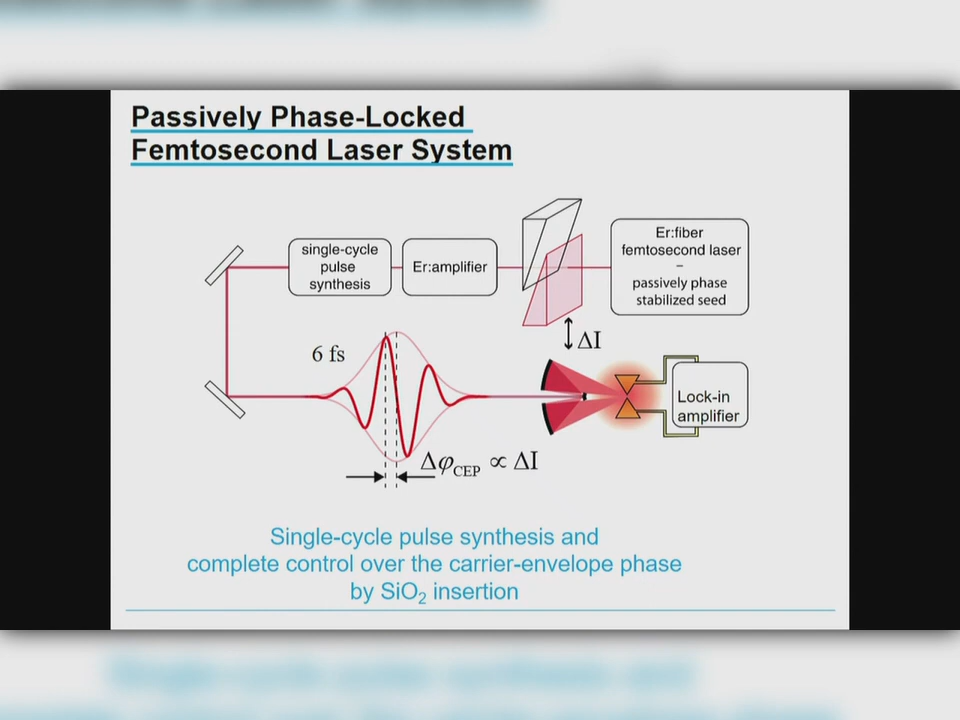 Passively Phase-Locked
Femtosecond Laser System
single-cycle
pulse
synthesis
Er:amplifier
Er:fiber
femtosecond laser
–
passively phase
stabilized seed
ΔI
6 fs
Lock-in
amplifier
Δφ_CEP ∝ ΔI
Single-cycle pulse synthesis and
complete control over the carrier-envelope phase
by SiO₂ insertion